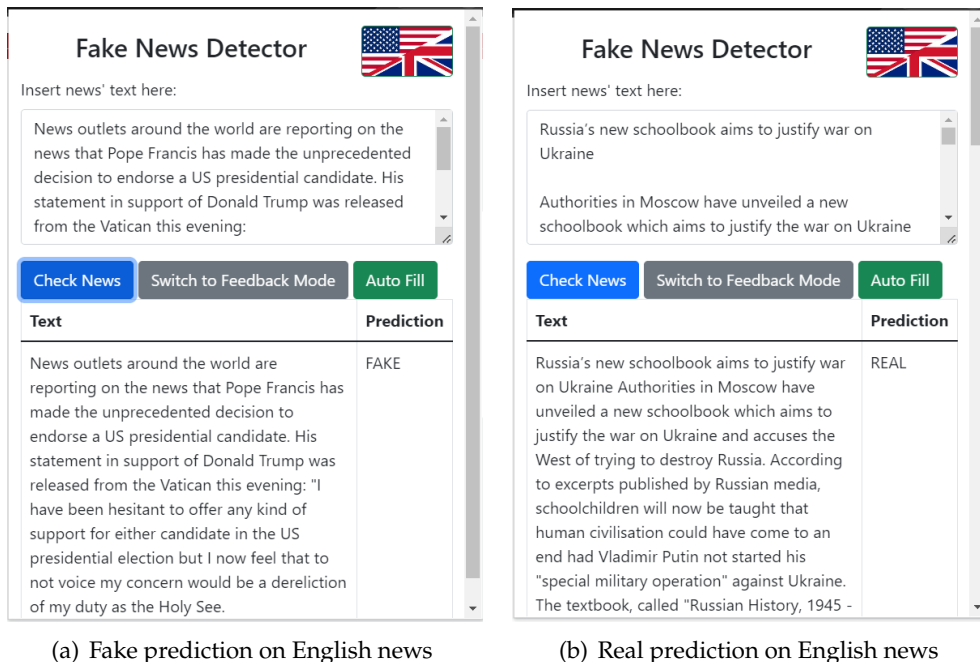 Fake News Detector
Insert news' text here:
News outlets around the world are reporting on the
news that Pope Francis has made the unprecedented
decision to endorse a US presidential candidate. His
statement in support of Donald Trump was released
from the Vatican this evening:
Check News Switch to Feedback Mode Auto Fill
Text Prediction
News outlets around the world are FAKE
reporting on the news that Pope Francis has
made the unprecedented decision to
endorse a US presidential candidate. His
statement in support of Donald Trump was
released from the Vatican this evening: "I
have been hesitant to offer any kind of
support for either candidate in the US
presidential election but I now feel that to
not voice my concern would be a dereliction
of my duty as the Holy See.
(a) Fake prediction on English news
Fake News Detector
Insert news' text here:
Russia's new schoolbook aims to justify war on
Ukraine
Authorities in Moscow have unveiled a new
schoolbook which aims to justify the war on Ukraine
Check News Switch to Feedback Mode Auto Fill
Text Prediction
Russia's new schoolbook aims to justify war REAL
on Ukraine Authorities in Moscow have
unveiled a new schoolbook which aims to
justify the war on Ukraine and accuses the
West of trying to destroy Russia. According
to excerpts published by Russian media,
schoolchildren will now be taught that
human civilisation could have come to an
end had Vladimir Putin not started his
"special military operation" against Ukraine.
The textbook, called "Russian History, 1945 -
(b) Real prediction on English news